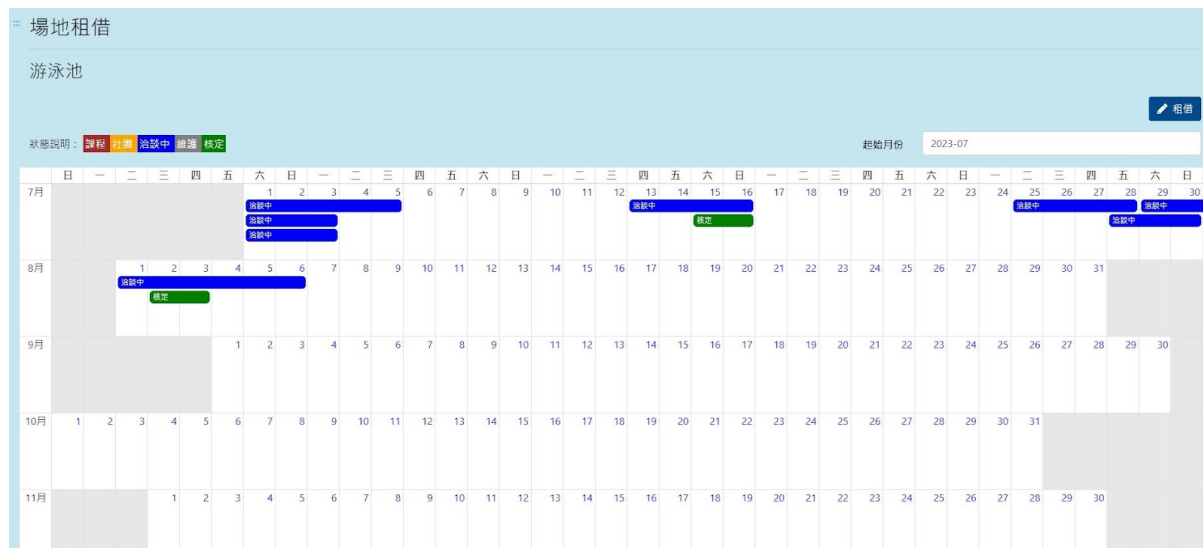 場地租借
游泳池
租借
狀態說明： 課程 社團 洽談中 維護 核定
起始月份 2023-07
日 一 二 三 四 五 六 日 一 二 三 四 五 六 日 一 二 三 四 五 六 日 一 二 三 四 五 六 日 一 二 三 四 五 六 日
7月 1 2 3 4 5 6 7 8 9 10 11 12 13 14 15 16 17 18 19 20 21 22 23 24 25 26 27 28 29 30
洽談中 洽談中 洽談中 洽談中
洽談中 核定 洽談中
洽談中
8月 1 2 3 4 5 6 7 8 9 10 11 12 13 14 15 16 17 18 19 20 21 22 23 24 25 26 27 28 29 30 31
洽談中
核定
9月 1 2 3 4 5 6 7 8 9 10 11 12 13 14 15 16 17 18 19 20 21 22 23 24 25 26 27 28 29 30
10月 1 2 3 4 5 6 7 8 9 10 11 12 13 14 15 16 17 18 19 20 21 22 23 24 25 26 27 28 29 30 31
11月 1 2 3 4 5 6 7 8 9 10 11 12 13 14 15 16 17 18 19 20 21 22 23 24 25 26 27 28 29 30